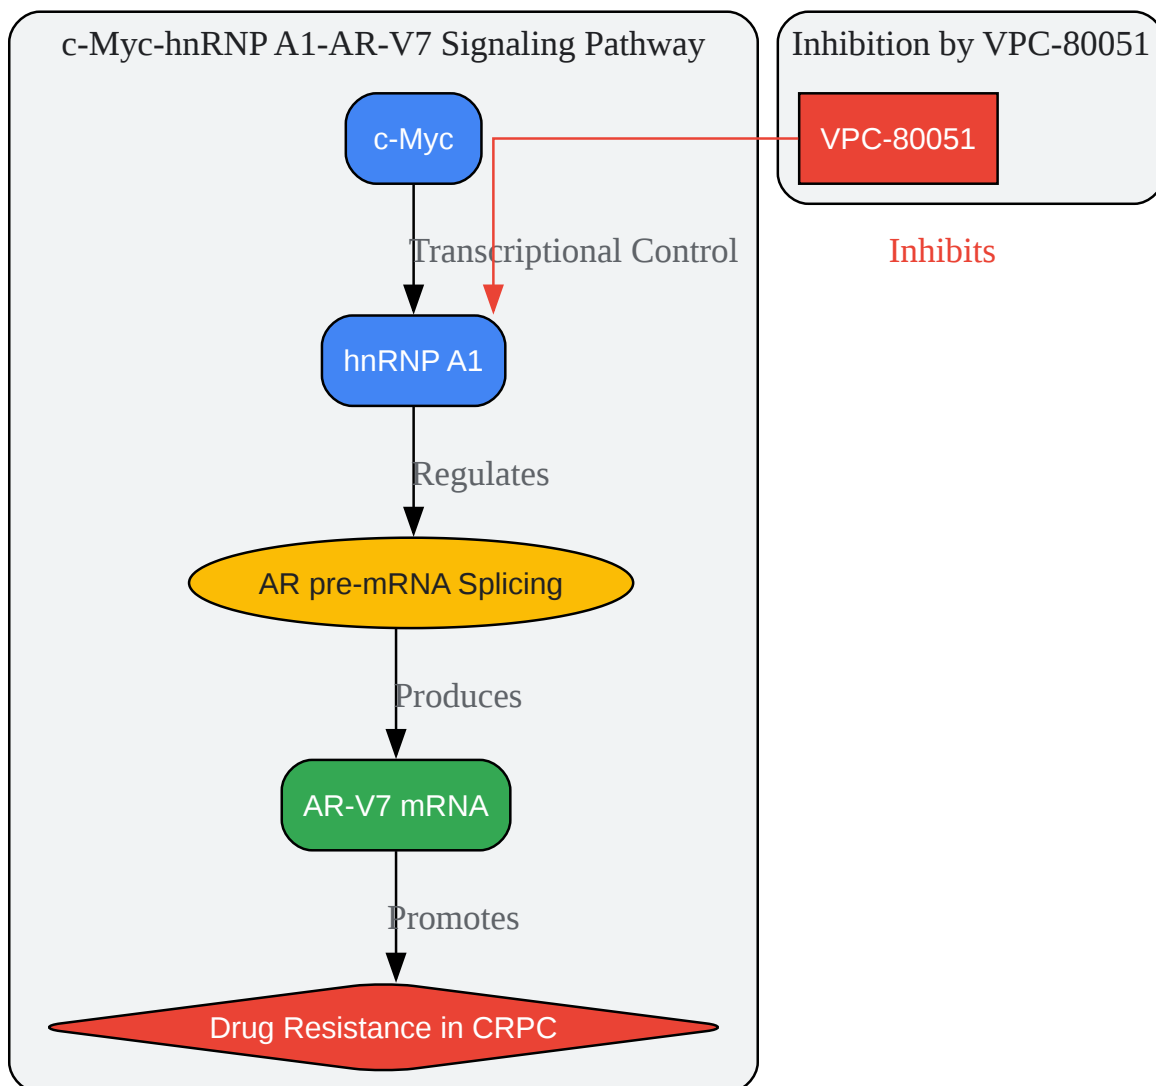 c-Myc-hnRNP A1-AR-V7 Signaling Pathway
Inhibition by VPC-80051
c-Myc
VPC-80051
Transcriptional Control
Inhibits
hnRNP A1
Regulates
AR pre-mRNA Splicing
Produces
AR-V7 mRNA
Promotes
Drug Resistance in CRPC